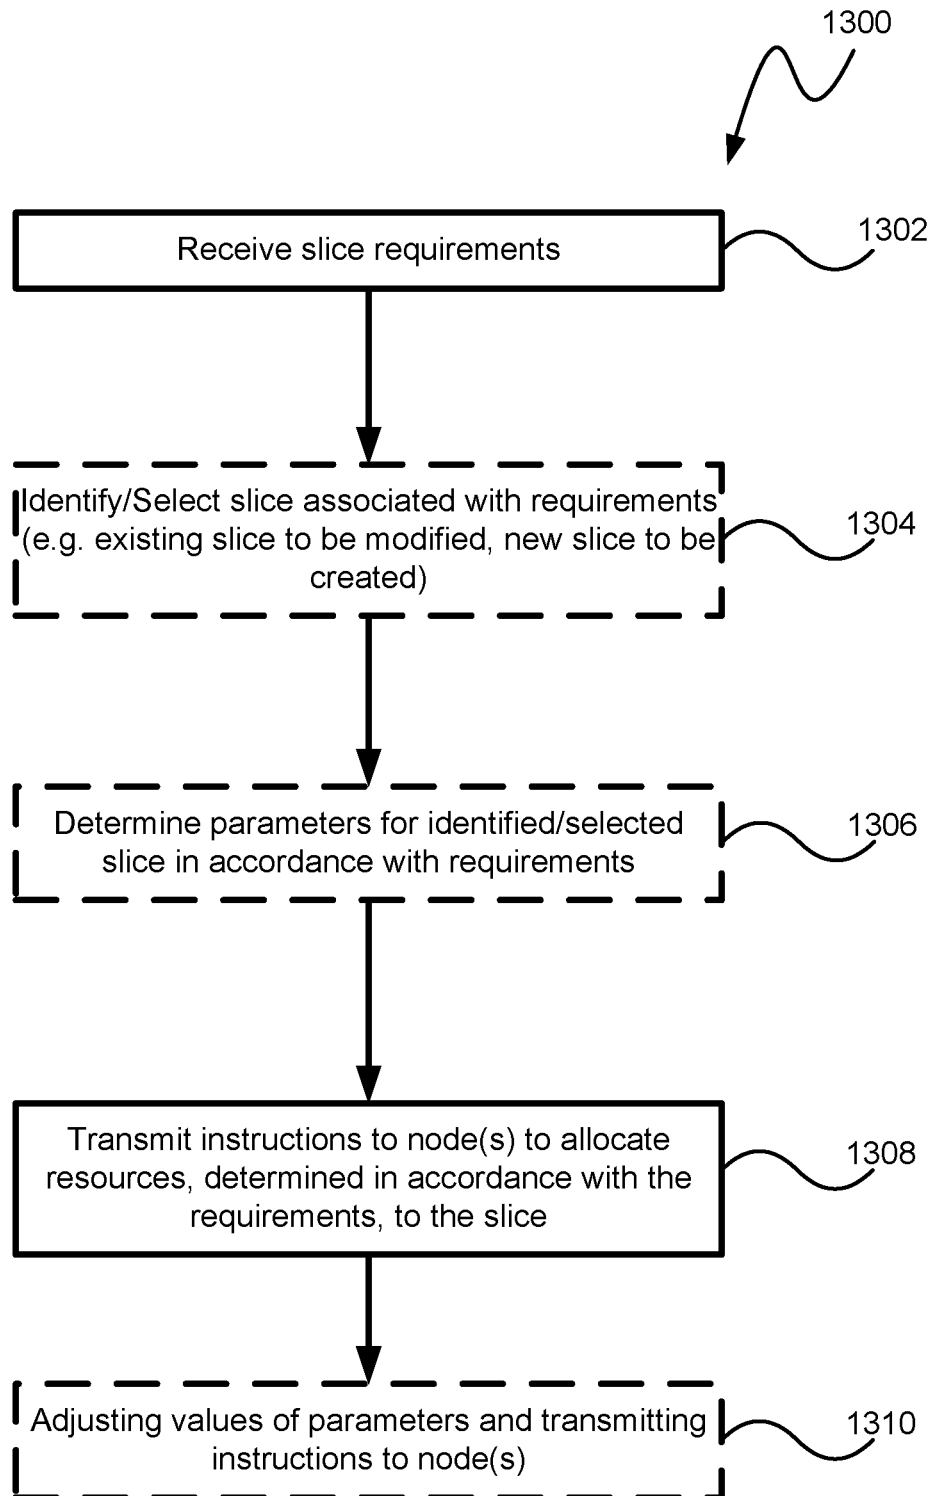 1300
Receive slice requirements
1302
Identify/Select slice associated with requirements
(e.g. existing slice to be modified, new slice to be
created)
1304
Determine parameters for identified/selected
slice in accordance with requirements
1306
Transmit instructions to node(s) to allocate
resources, determined in accordance with the
requirements, to the slice
1308
Adjusting values of parameters and transmitting
instructions to node(s)
1310